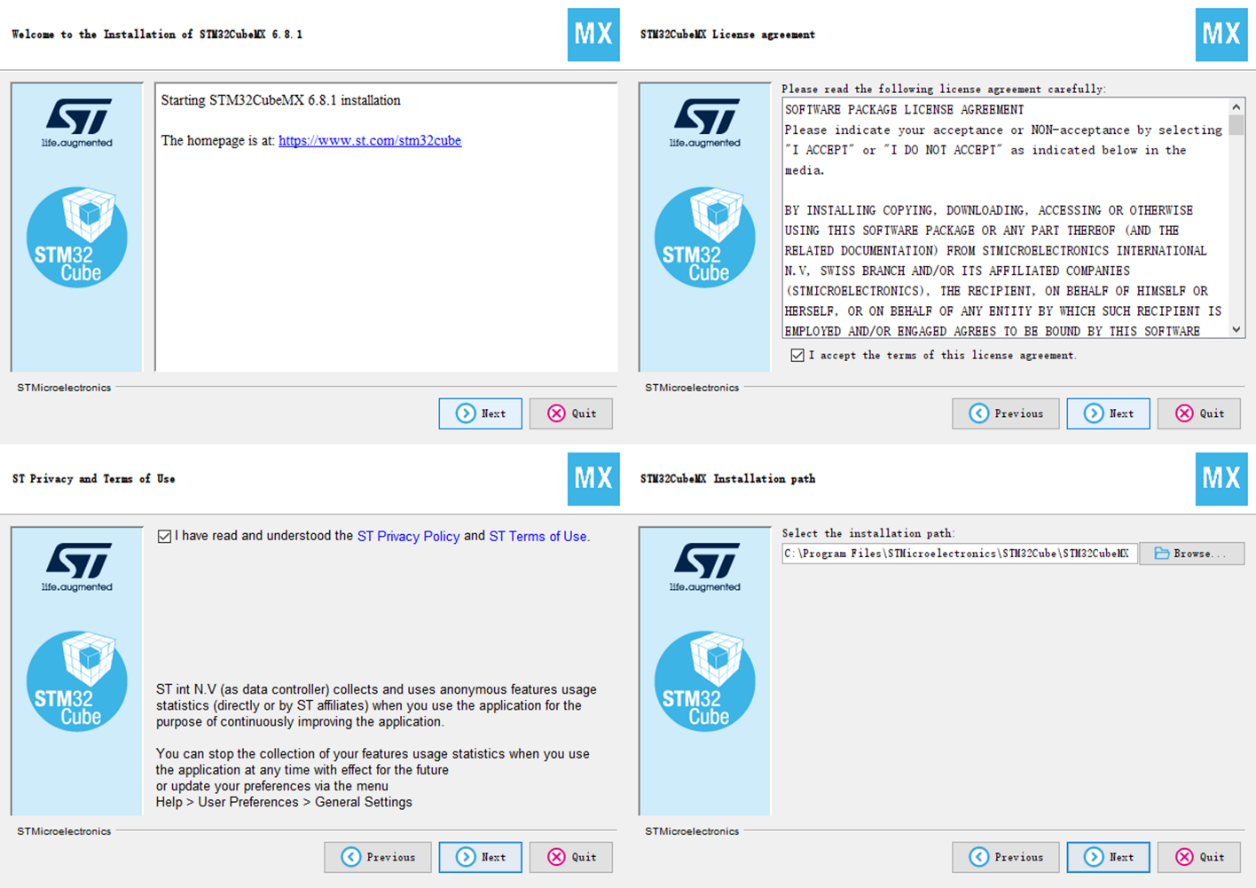 Welcome to the Installation of STM32CubeMX 6.8.1
MX
life.augmented
STM32
Cube
Starting STM32CubeMX 6.8.1 installation
The homepage is at: https://www.st.com/stm32cube
STMicroelectronics
Next
Quit
STM32CubeMX License agreement
MX
life.augmented
STM32
Cube
Please read the following license agreement carefully:
SOFTWARE PACKAGE LICENSE AGREEMENT
Please indicate your acceptance or NON-acceptance by selecting
"I ACCEPT" or "I DO NOT ACCEPT" as indicated below in the
media.
BY INSTALLING COPYING, DOWNLOADING, ACCESSING OR OTHERWISE
USING THIS SOFTWARE PACKAGE OR ANY PART THEREOF (AND THE
RELATED DOCUMENTATION) FROM STMICROELECTRONICS INTERNATIONAL
N.V, SWISS BRANCH AND/OR ITS AFFILIATED COMPANIES
(STMICROELECTRONICS), THE RECIPIENT, ON BEHALF OF HIMSELF OR
HERSELF, OR ON BEHALF OF ANY ENTITY BY WHICH SUCH RECIPIENT IS
EMPLOYED AND/OR ENGAGED AGREES TO BE BOUND BY THIS SOFTWARE
I accept the terms of this license agreement.
STMicroelectronics
Previous
Next
Quit
ST Privacy and Terms of Use
MX
life.augmented
STM32
Cube
I have read and understood the ST Privacy Policy and ST Terms of Use.
ST int N.V (as data controller) collects and uses anonymous features usage
statistics (directly or by ST affiliates) when you use the application for the
purpose of continuously improving the application.
You can stop the collection of your features usage statistics when you use
the application at any time with effect for the future
or update your preferences via the menu
Help > User Preferences > General Settings
STMicroelectronics
Previous
Next
Quit
STM32CubeMX Installation path
MX
life.augmented
STM32
Cube
Select the installation path:
C:\Program Files\STMicroelectronics\STM32Cube\STM32CubeMX
Browse...
STMicroelectronics
Previous
Next
Quit